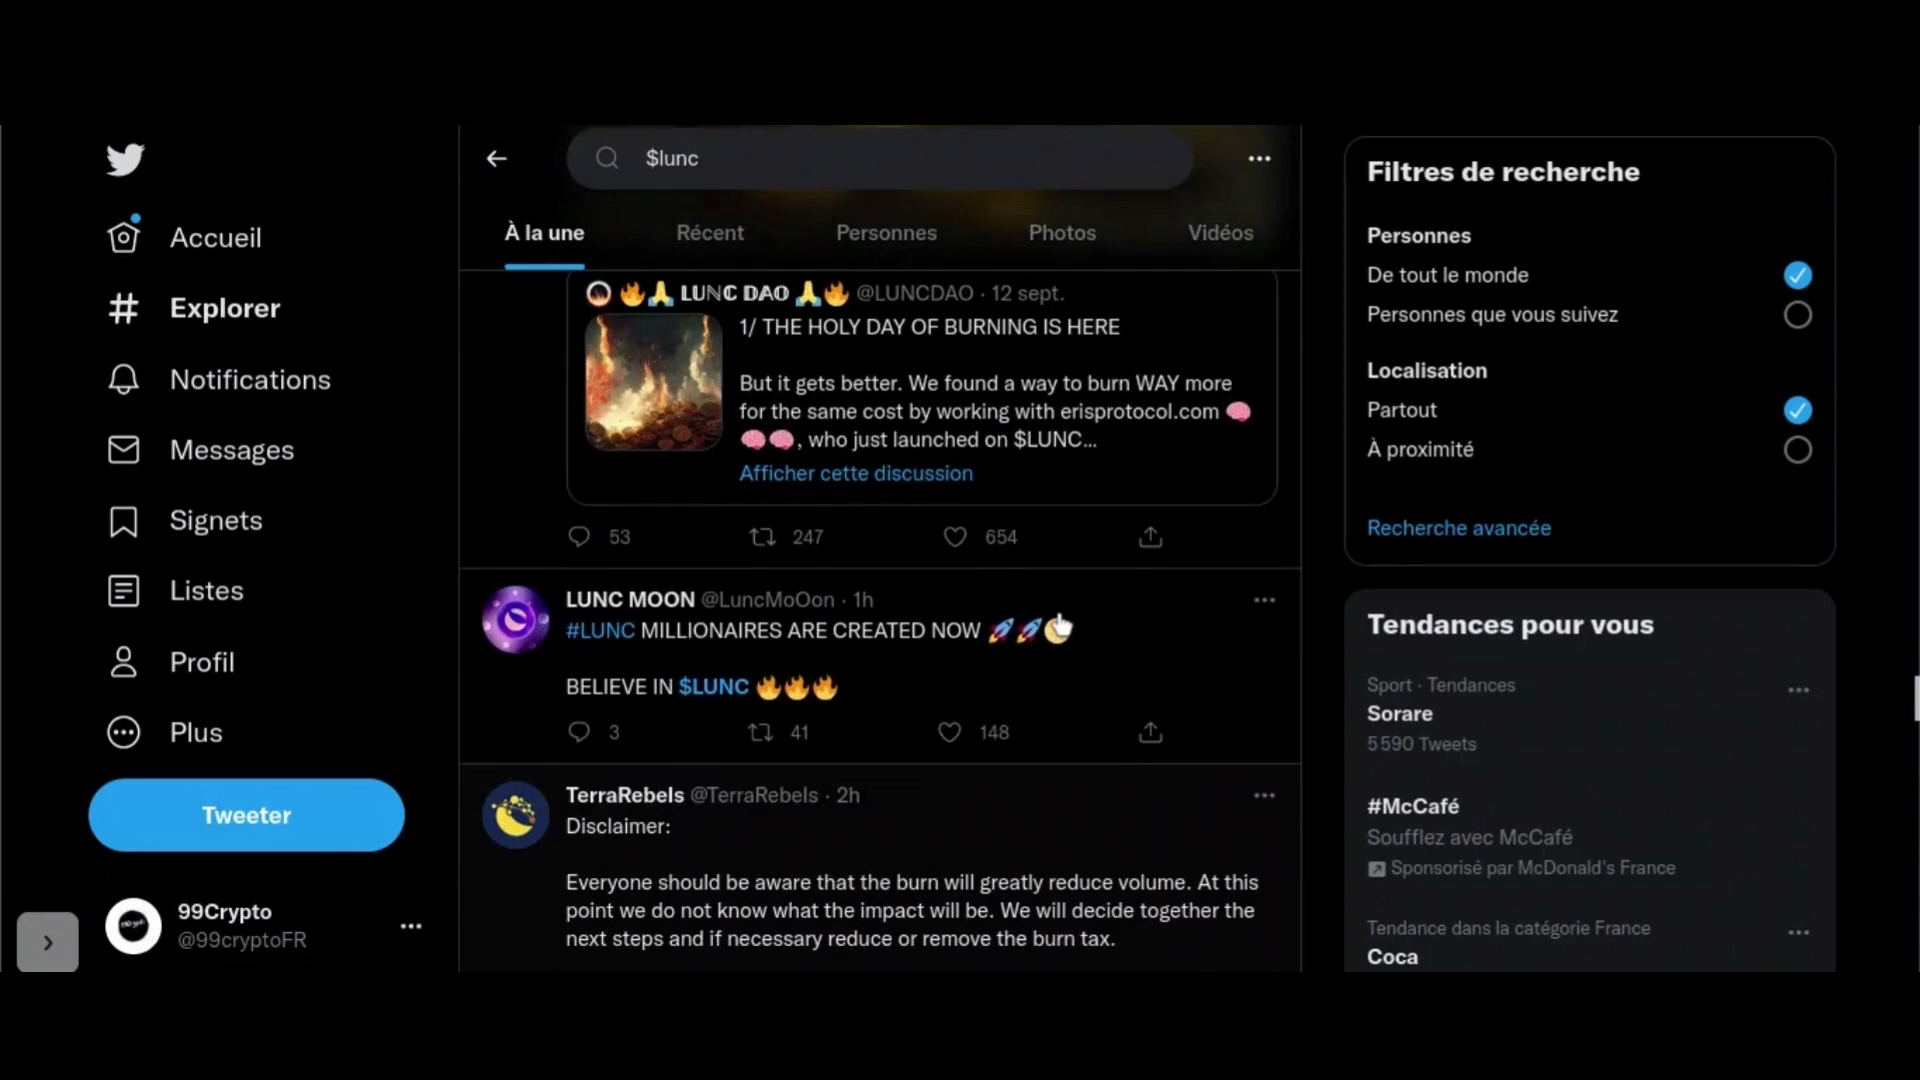 Accueil
Explorer
Notifications
Messages
Signets
Listes
Profil
Plus
Tweeter
99Crypto
@99cryptoFR
$lunc
À la une
Récent
Personnes
Photos
Vidéos
🔥🙏 LUNC DAO 🙏🔥 @LUNCDAO · 12 sept.
1/ THE HOLY DAY OF BURNING IS HERE
But it gets better. We found a way to burn WAY more
for the same cost by working with erisprotocol.com 🧠
🧠🧠, who just launched on $LUNC...
Afficher cette discussion
53
247
654
LUNC MOON @LuncMoOon · 1h
#LUNC MILLIONAIRES ARE CREATED NOW 🚀🚀🌕
BELIEVE IN $LUNC 🔥🔥🔥
3
41
148
TerraRebels @TerraRebels · 2h
Disclaimer:
Everyone should be aware that the burn will greatly reduce volume. At this
point we do not know what the impact will be. We will decide together the
next steps and if necessary reduce or remove the burn tax.
Filtres de recherche
Personnes
De tout le monde
Personnes que vous suivez
Localisation
Partout
À proximité
Recherche avancée
Tendances pour vous
Sport · Tendances
Sorare
5 590 Tweets
#McCafé
Soufflez avec McCafé
Sponsorisé par McDonald's France
Tendance dans la catégorie France
Coca